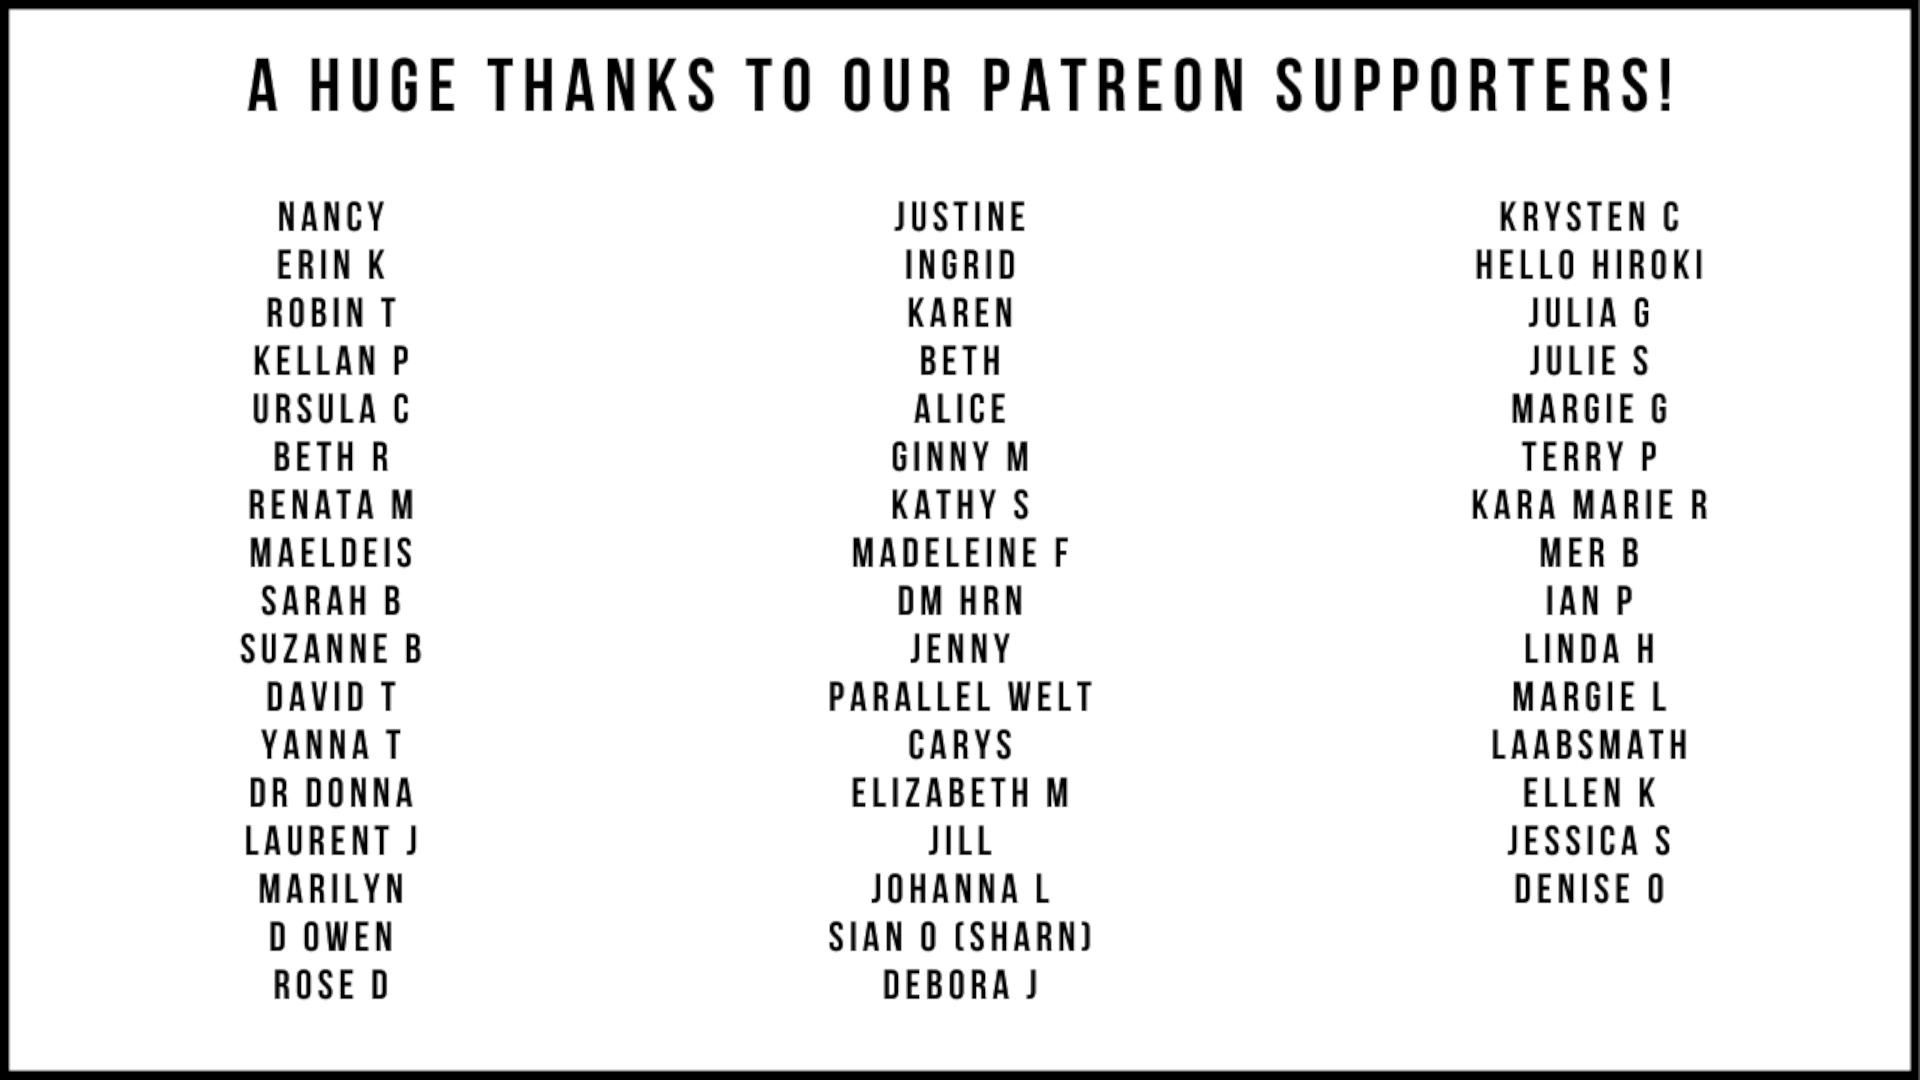 A HUGE THANKS TO OUR PATREON SUPPORTERS!
NANCY
ERIN K
ROBIN T
KELLAN P
URSULA C
BETH R
RENATA M
MAELDEIS
SARAH B
SUZANNE B
DAVID T
YANNA T
DR DONNA
LAURENT J
MARILYN
D OWEN
ROSE D
JUSTINE
INGRID
KAREN
BETH
ALICE
GINNY M
KATHY S
MADELEINE F
DM HRN
JENNY
PARALLEL WELT
CARYS
ELIZABETH M
JILL
JOHANNA L
SIAN O (SHARN)
DEBORA J
KRYSTEN C
HELLO HIROKI
JULIA G
JULIE S
MARGIE G
TERRY P
KARA MARIE R
MER B
IAN P
LINDA H
MARGIE L
LAABSMATH
ELLEN K
JESSICA S
DENISE O